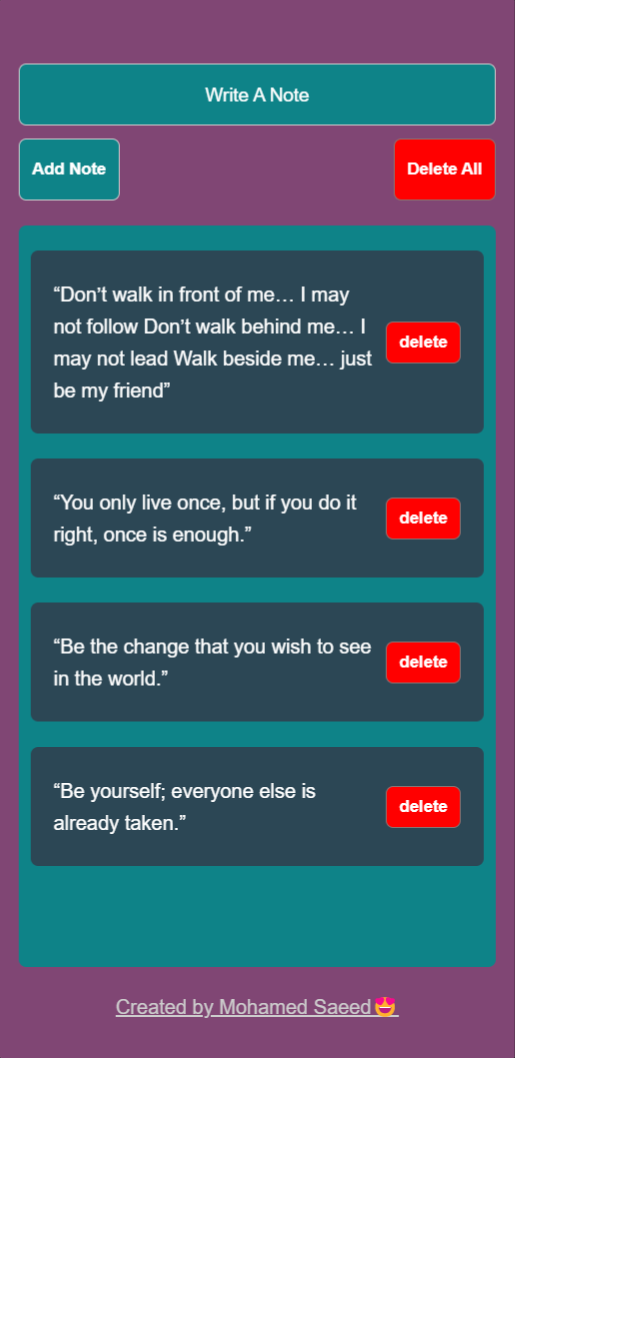 Write A Note
Add Note
Delete All
“Don’t walk in front of me… I may
not follow Don’t walk behind me… I
may not lead Walk beside me… just
be my friend”
delete
“You only live once, but if you do it
right, once is enough.”
delete
“Be the change that you wish to see
in the world.”
delete
“Be yourself; everyone else is
already taken.”
delete
Created by Mohamed Saeed🤩